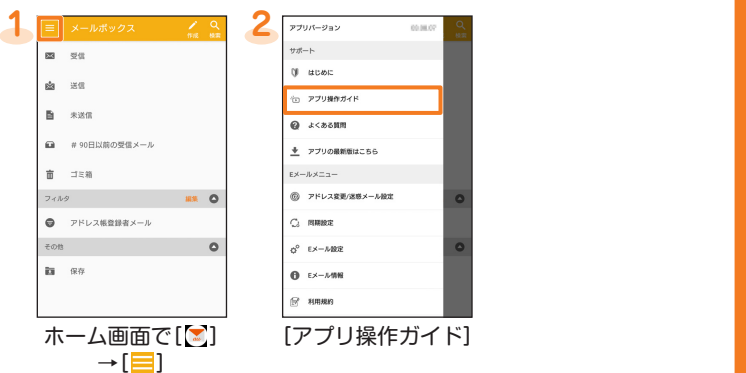 1
メールボックス
作成
検索
受信
送信
未送信
# 90日以前の受信メール
ゴミ箱
フィルタ
編集
アドレス帳登録者メール
その他
保存
ホーム画面で[ ]
→[ ]
2
アプリバージョン
サポート
はじめに
アプリ操作ガイド
よくある質問
アプリの最新版はこちら
Eメールメニュー
アドレス変更/迷惑メール設定
同期設定
Eメール設定
Eメール情報
利用規約
検索
[アプリ操作ガイド]